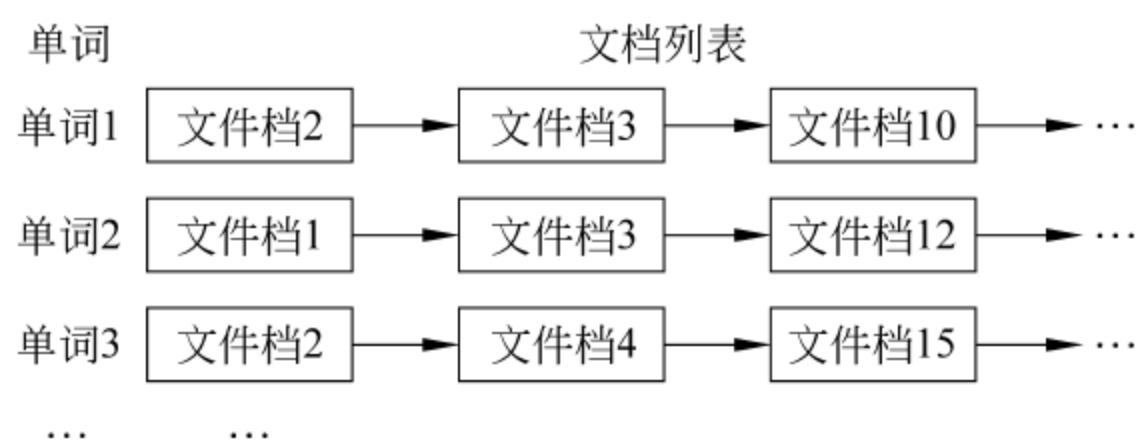 单词 文档列表
单词1 文件档2 文件档3 文件档10 …
单词2 文件档1 文件档3 文件档12 …
单词3 文件档2 文件档4 文件档15 …
… …